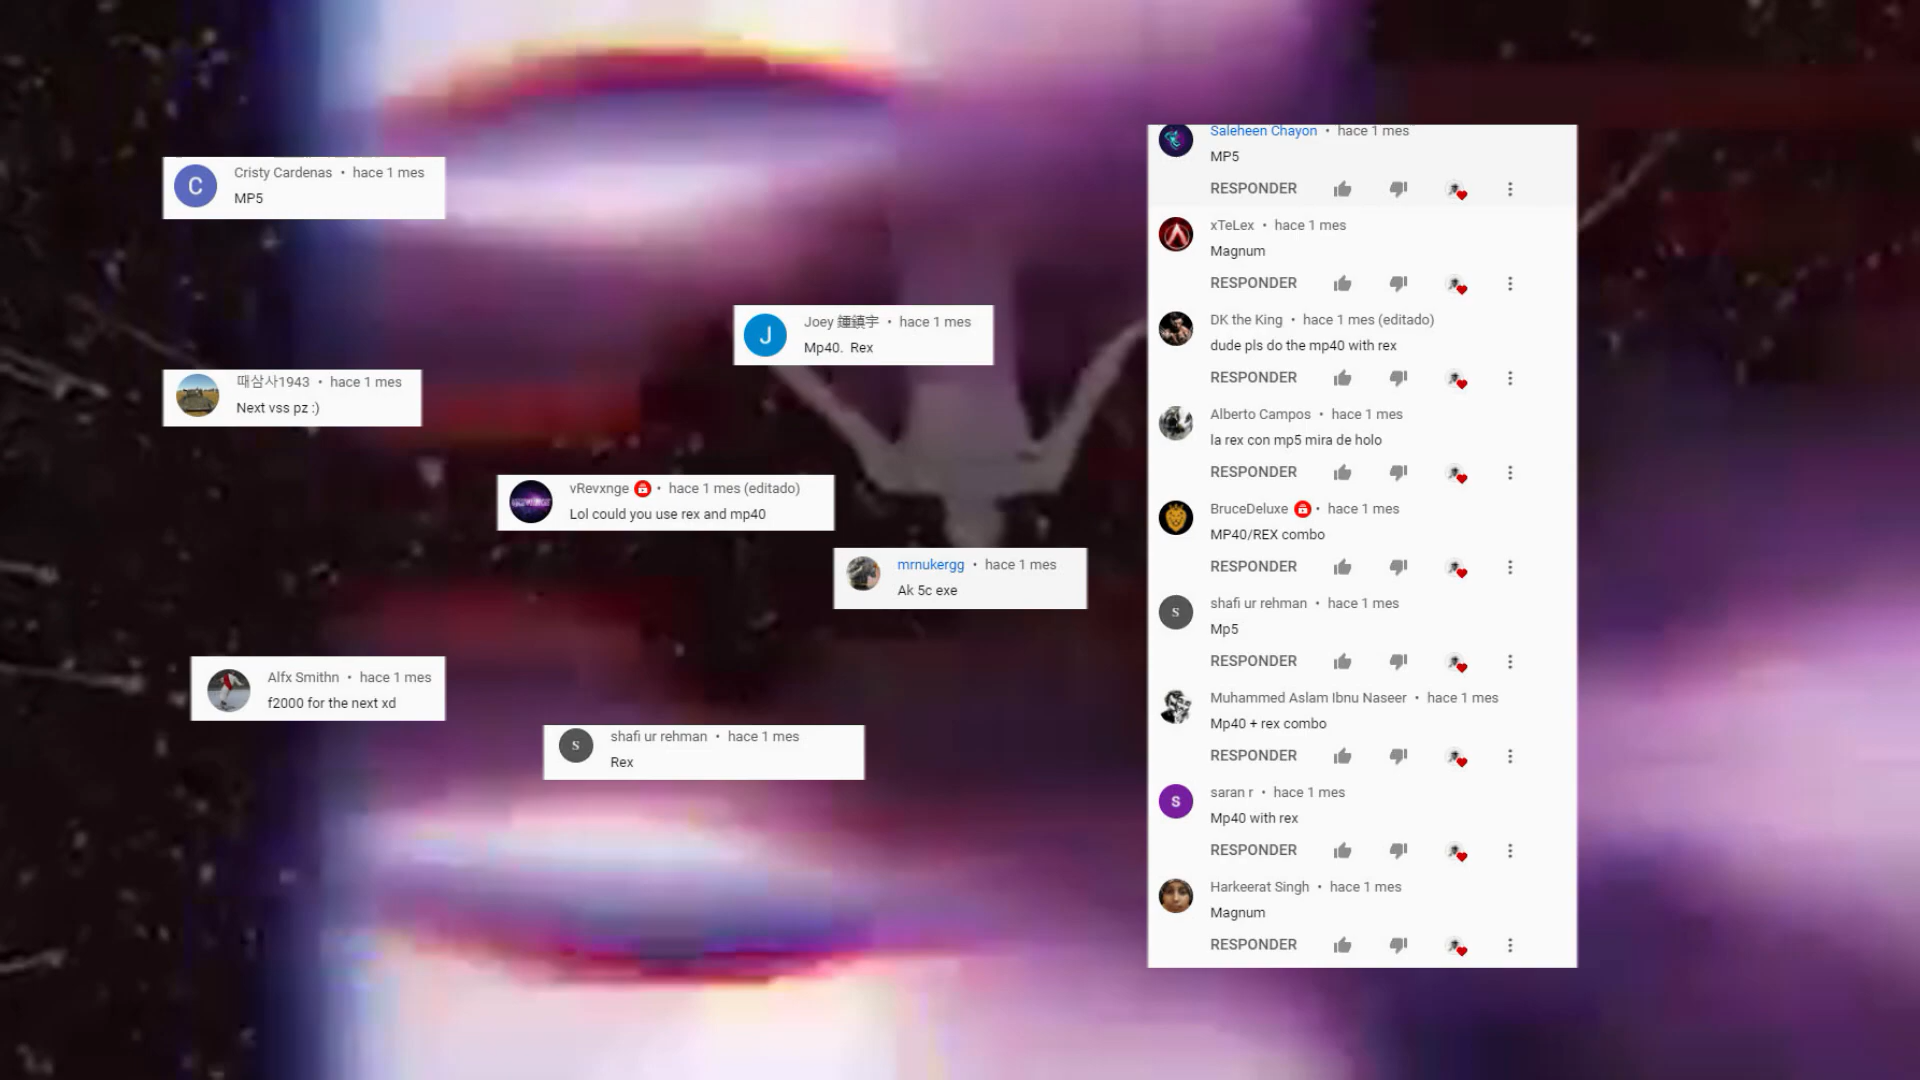 C
Cristy Cardenas • hace 1 mes
MP5
때삼사1943 • hace 1 mes
Next vss pz :)
J
Joey 鍾鎮宇 • hace 1 mes
Mp40. Rex
vRevxnge • hace 1 mes (editado)
Lol could you use rex and mp40
mrnukergg • hace 1 mes
Ak 5c exe
Alfx Smithn • hace 1 mes
f2000 for the next xd
S
shafi ur rehman • hace 1 mes
Rex
Saleheen Chayon • hace 1 mes
MP5
RESPONDER
xTeLex • hace 1 mes
Magnum
RESPONDER
DK the King • hace 1 mes (editado)
dude pls do the mp40 with rex
RESPONDER
Alberto Campos • hace 1 mes
la rex con mp5 mira de holo
RESPONDER
BruceDeluxe • hace 1 mes
MP40/REX combo
RESPONDER
S
shafi ur rehman • hace 1 mes
Mp5
RESPONDER
Muhammed Aslam Ibnu Naseer • hace 1 mes
Mp40 + rex combo
RESPONDER
S
saran r • hace 1 mes
Mp40 with rex
RESPONDER
Harkeerat Singh • hace 1 mes
Magnum
RESPONDER